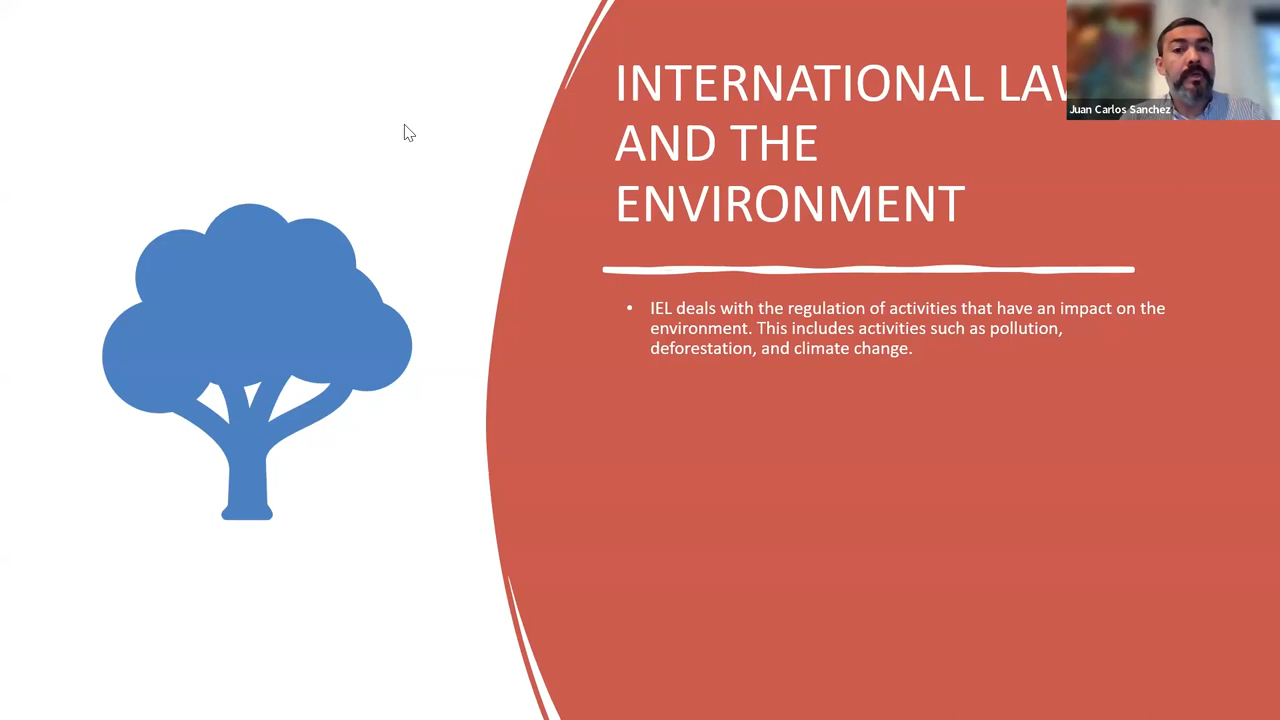 INTERNATIONAL LAW
AND THE
ENVIRONMENT
Juan Carlos Sanchez
• IEL deals with the regulation of activities that have an impact on the
environment. This includes activities such as pollution,
deforestation, and climate change.